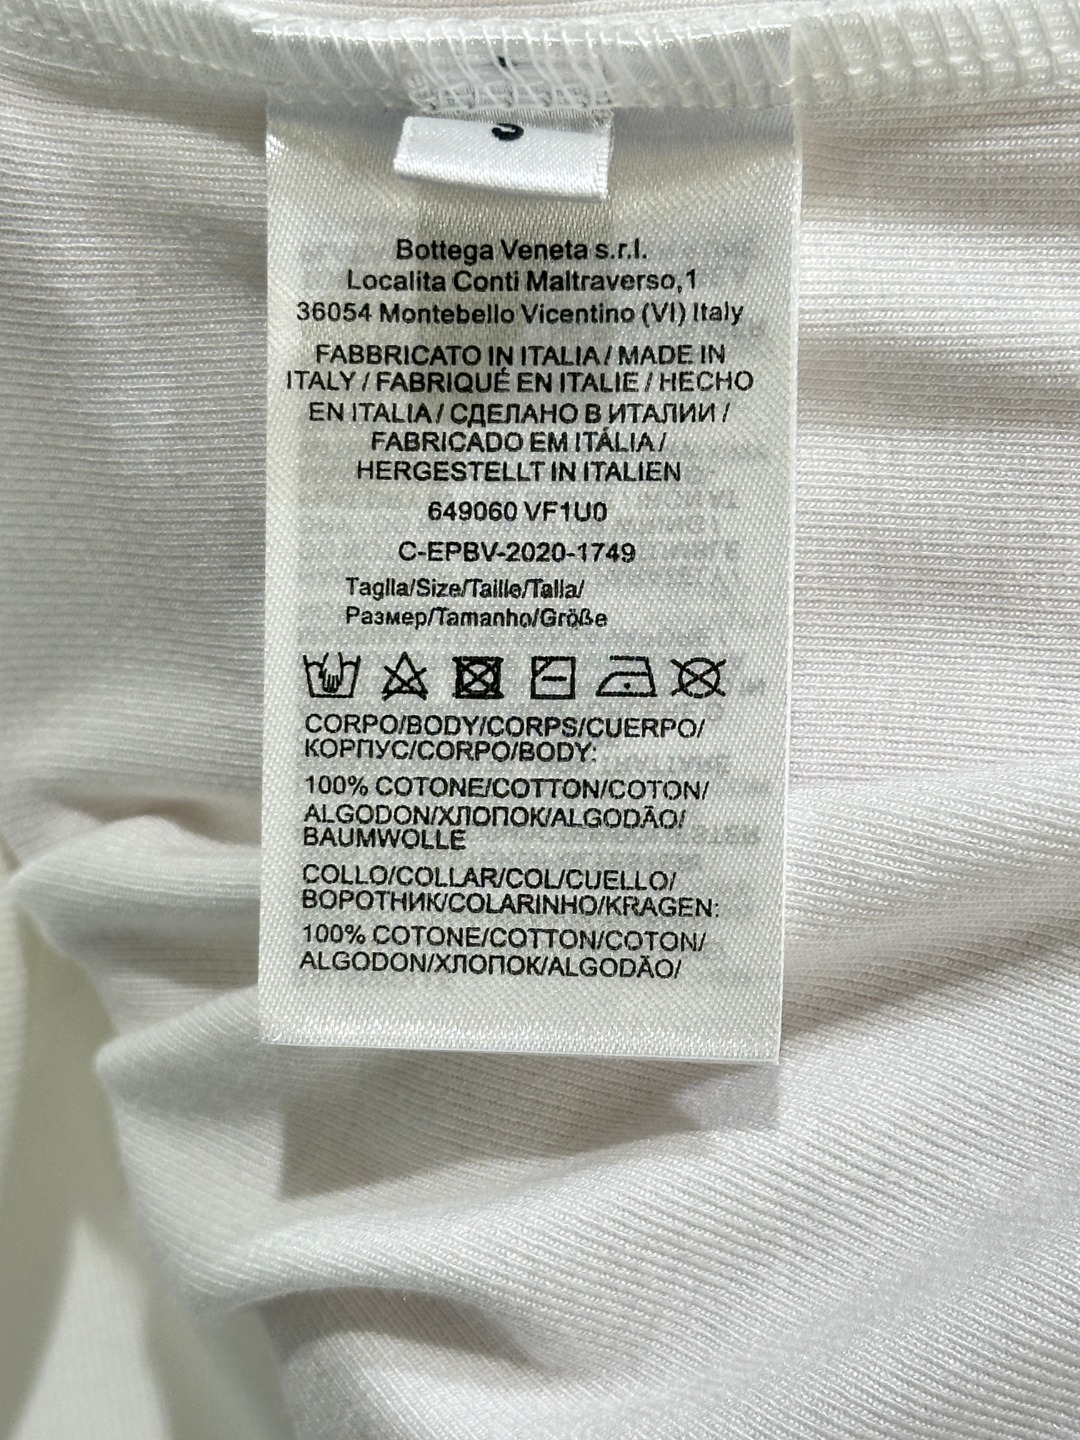 Bottega Veneta s.r.l.
Localita Conti Maltraverso,1
36054 Montebello Vicentino (VI) Italy
FABBRICATO IN ITALIA / MADE IN
ITALY / FABRIQUÉ EN ITALIE / HECHO
EN ITALIA / СДЕЛАНО В ИТАЛИИ /
FABRICADO EM ITÁLIA /
HERGESTELLT IN ITALIEN
649060 VF1U0
C-EPBV-2020-1749
Taglia/Size/Taille/Talla/
Размер/Tamanho/Größe
CORPO/BODY/CORPS/CUERPO/
КОРПУС/CORPO/BODY:
100% COTONE/COTTON/COTON/
ALGODON/ХЛОПОК/ALGODÃO/
BAUMWOLLE
COLLO/COLLAR/COL/CUELLO/
ВОРОТНИК/COLARINHO/KRAGEN:
100% COTONE/COTTON/COTON/
ALGODON/ХЛОПОК/ALGODÃO/